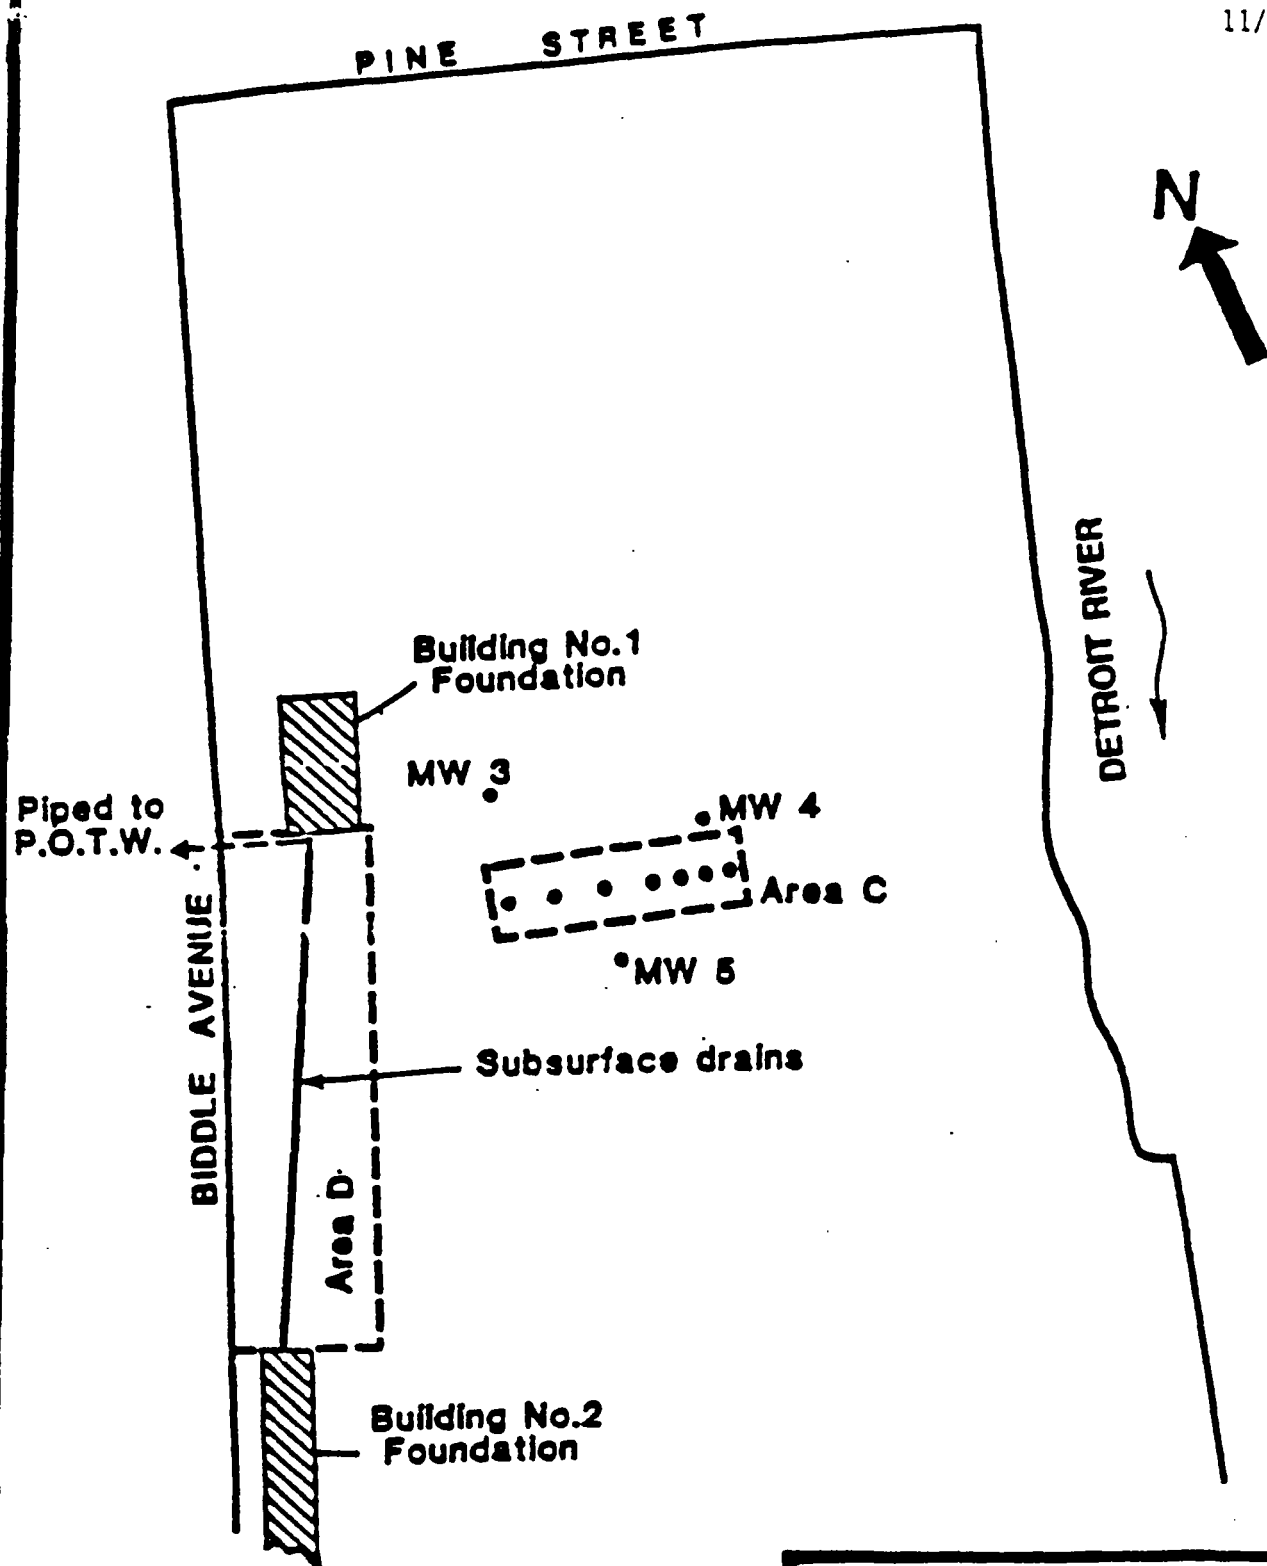 11/
PINE STREET
N
DETROIT RIVER
Building No.1
Foundation
MW 3
MW 4
Piped to
P.O.T.W.
Area C
BIDDLE AVENUE
MW 5
Subsurface drains
Area D
Building No.2
Foundation